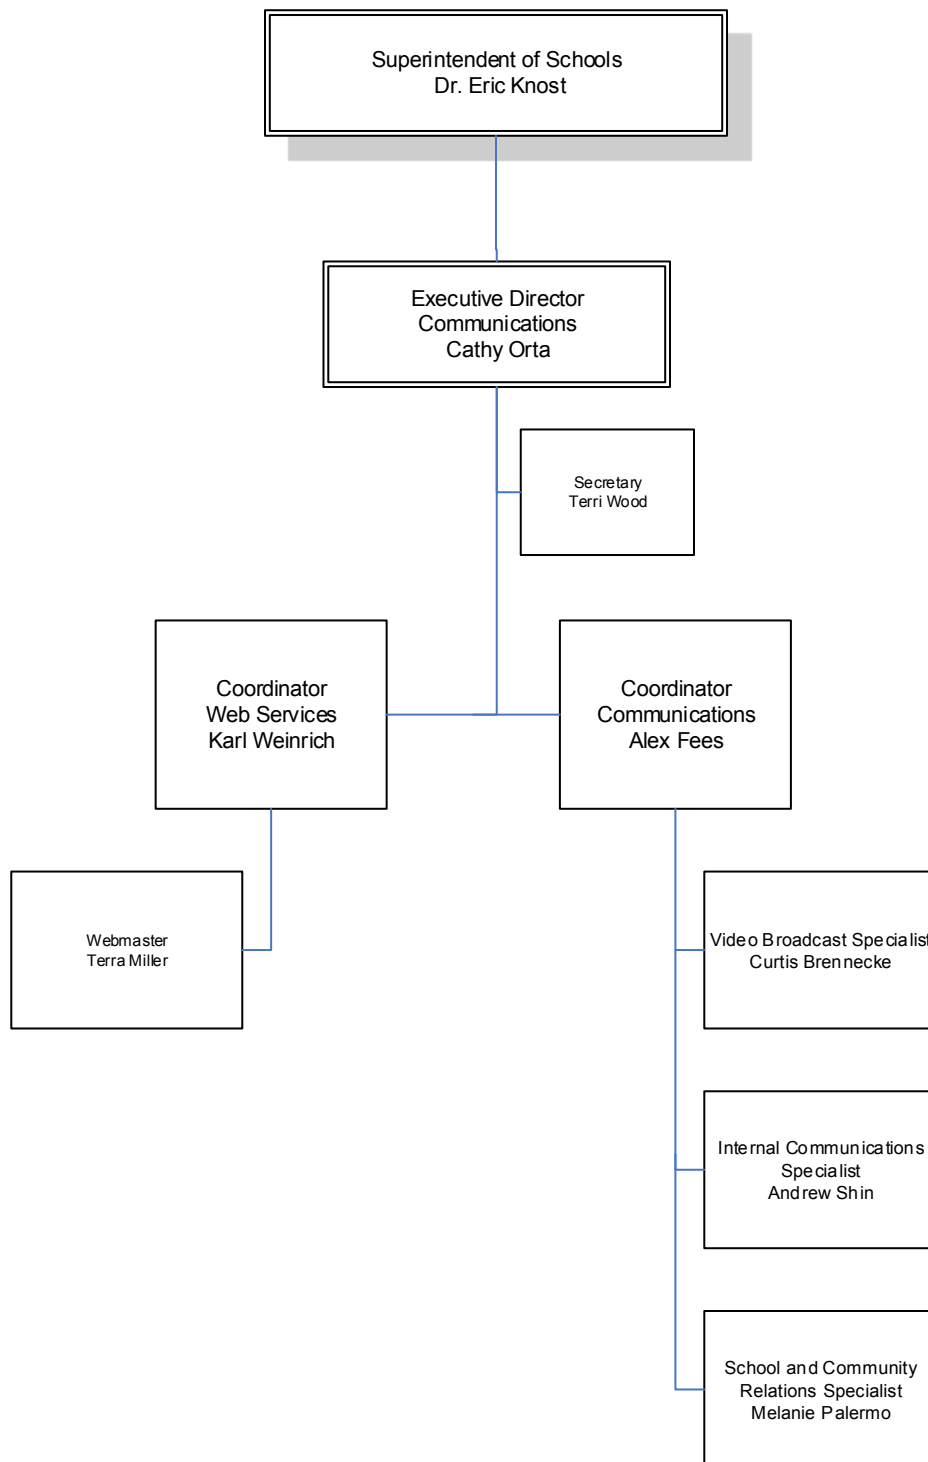 Superintendent of Schools
Dr. Eric Knost
Executive Director
Communications
Cathy Orta
Secretary
Terri Wood
Coordinator
Web Services
Karl Weinrich
Coordinator
Communications
Alex Fees
Webmaster
Terra Miller
Video Broadcast Specialist
Curtis Brennecke
Internal Communications
Specialist
Andrew Shin
School and Community
Relations Specialist
Melanie Palermo